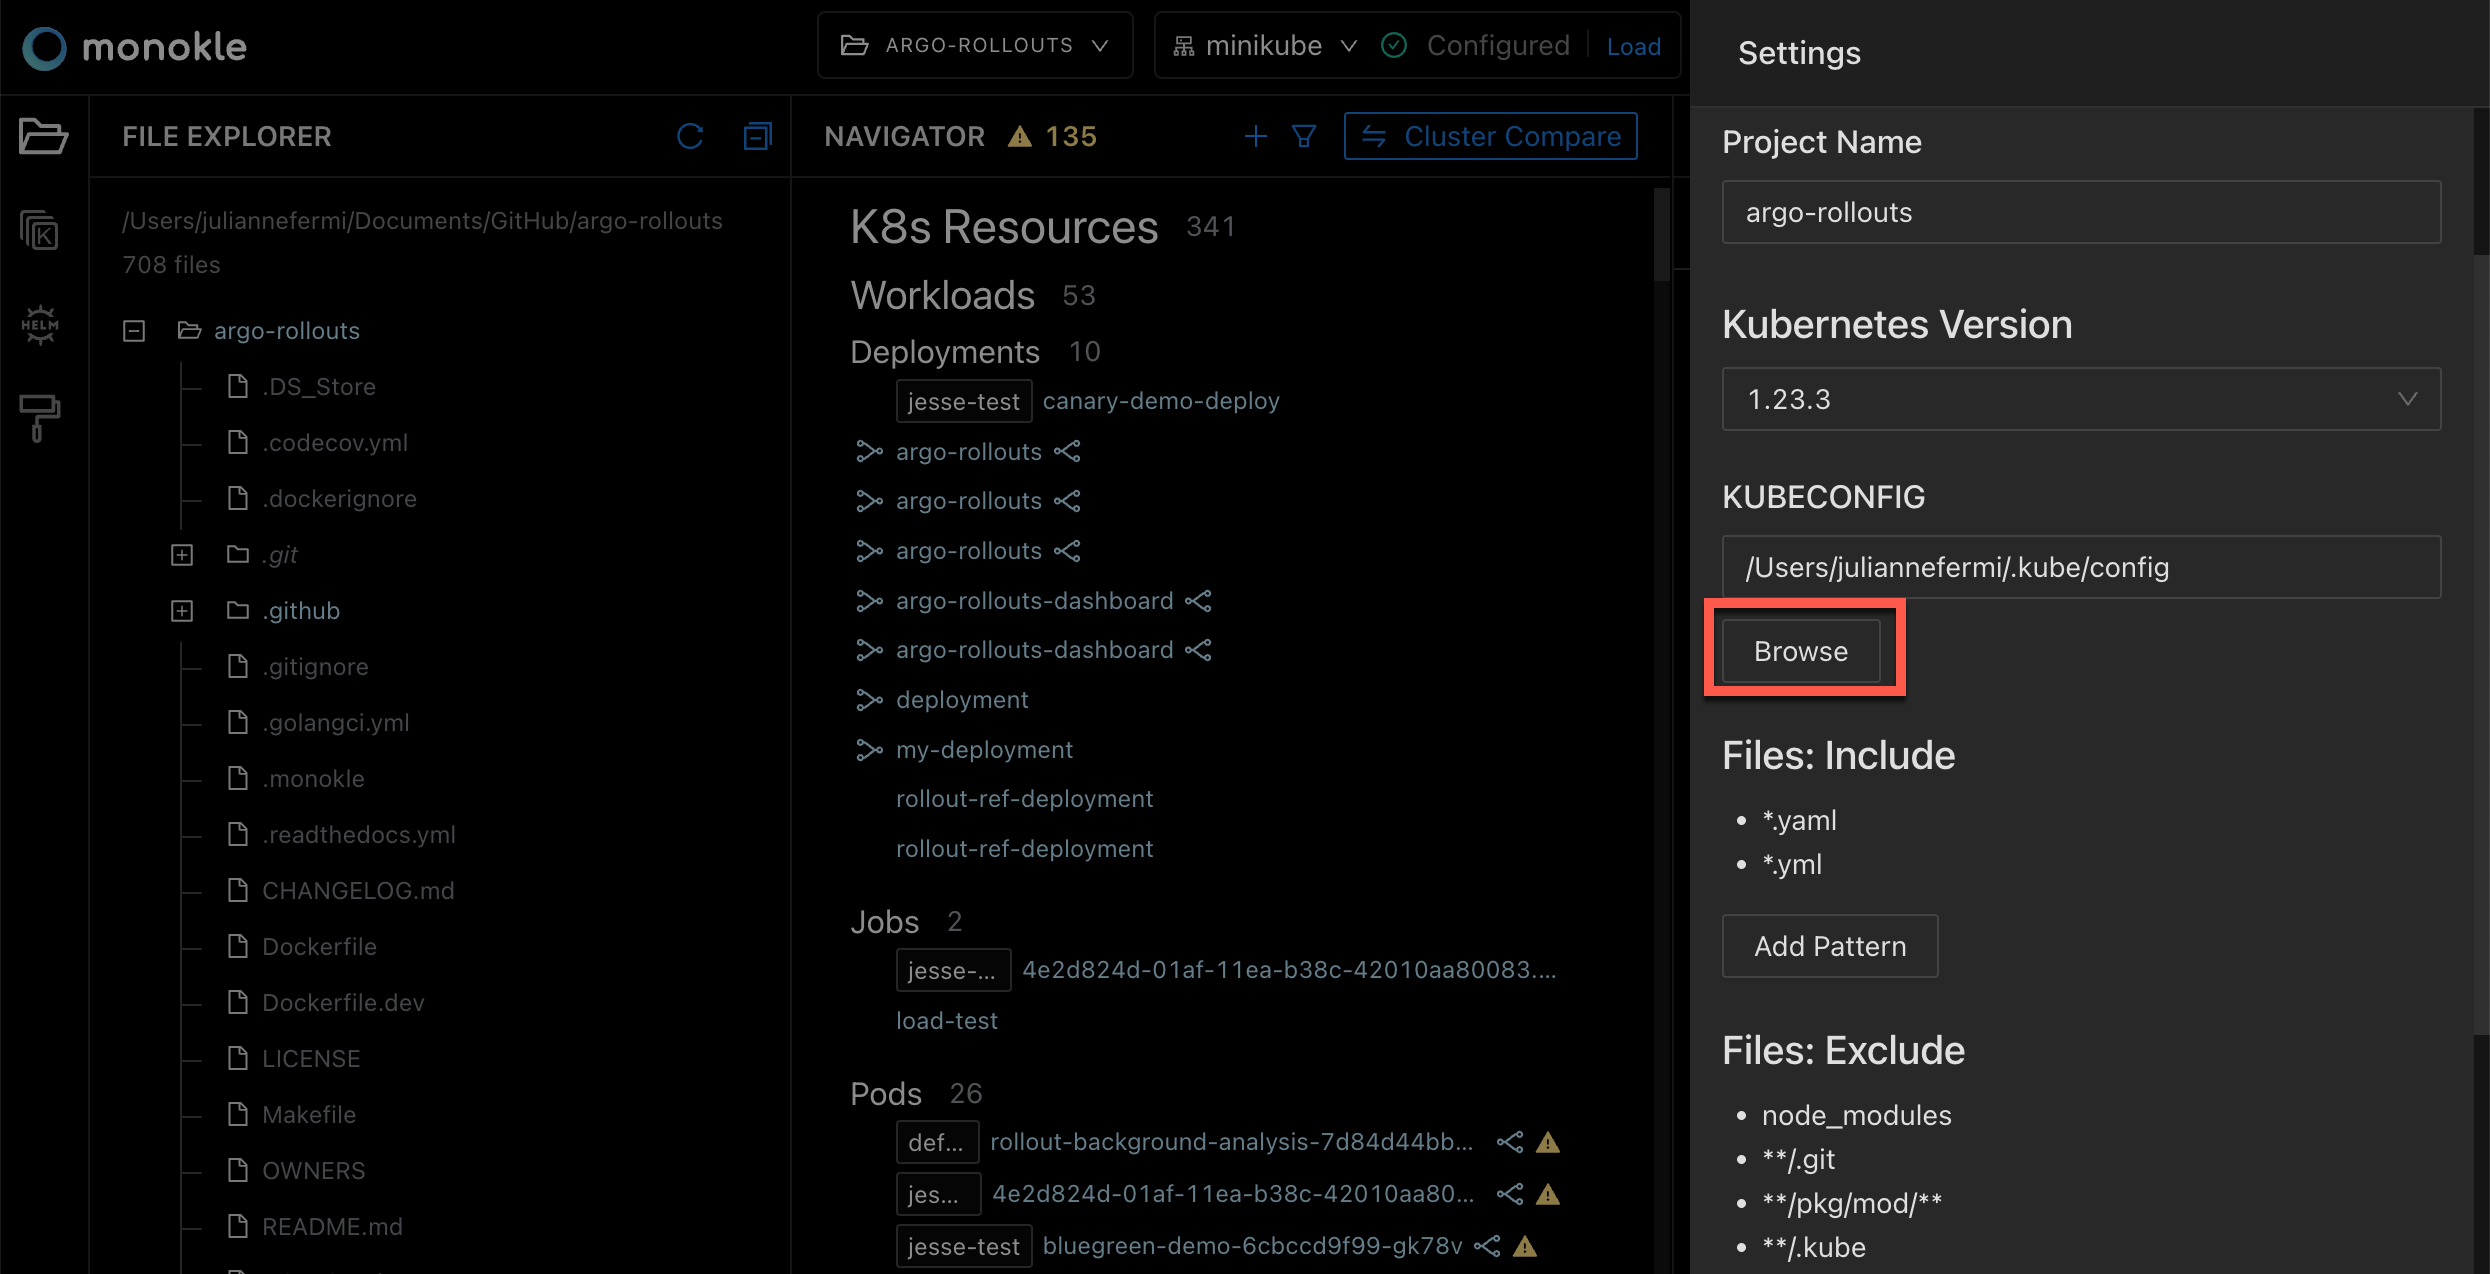 monokle
ARGO-ROLLOUTS
minikube Configured Load
Settings
FILE EXPLORER
NAVIGATOR 135
Cluster Compare
/Users/juliannefermi/Documents/GitHub/argo-rollouts
708 files
argo-rollouts
.DS_Store
.codecov.yml
.dockerignore
.git
.github
.gitignore
.golangci.yml
.monokle
.readthedocs.yml
CHANGELOG.md
Dockerfile
Dockerfile.dev
LICENSE
Makefile
OWNERS
README.md
K
HELM
K8s Resources 341
Workloads 53
Deployments 10
jesse-test canary-demo-deploy
argo-rollouts
argo-rollouts
argo-rollouts
argo-rollouts-dashboard
argo-rollouts-dashboard
deployment
my-deployment
rollout-ref-deployment
rollout-ref-deployment
Jobs 2
jesse-... 4e2d824d-01af-11ea-b38c-42010aa80083....
load-test
Pods 26
def... rollout-background-analysis-7d84d44bb...
jes... 4e2d824d-01af-11ea-b38c-42010aa80...
jesse-test bluegreen-demo-6cbccd9f99-gk78v
Project Name
argo-rollouts
Kubernetes Version
1.23.3
KUBECONFIG
/Users/juliannefermi/.kube/config
Browse
Files: Include
• *.yaml
• *.yml
Add Pattern
Files: Exclude
• node_modules
• **/.git
• **/pkg/mod/**
• **/.kube